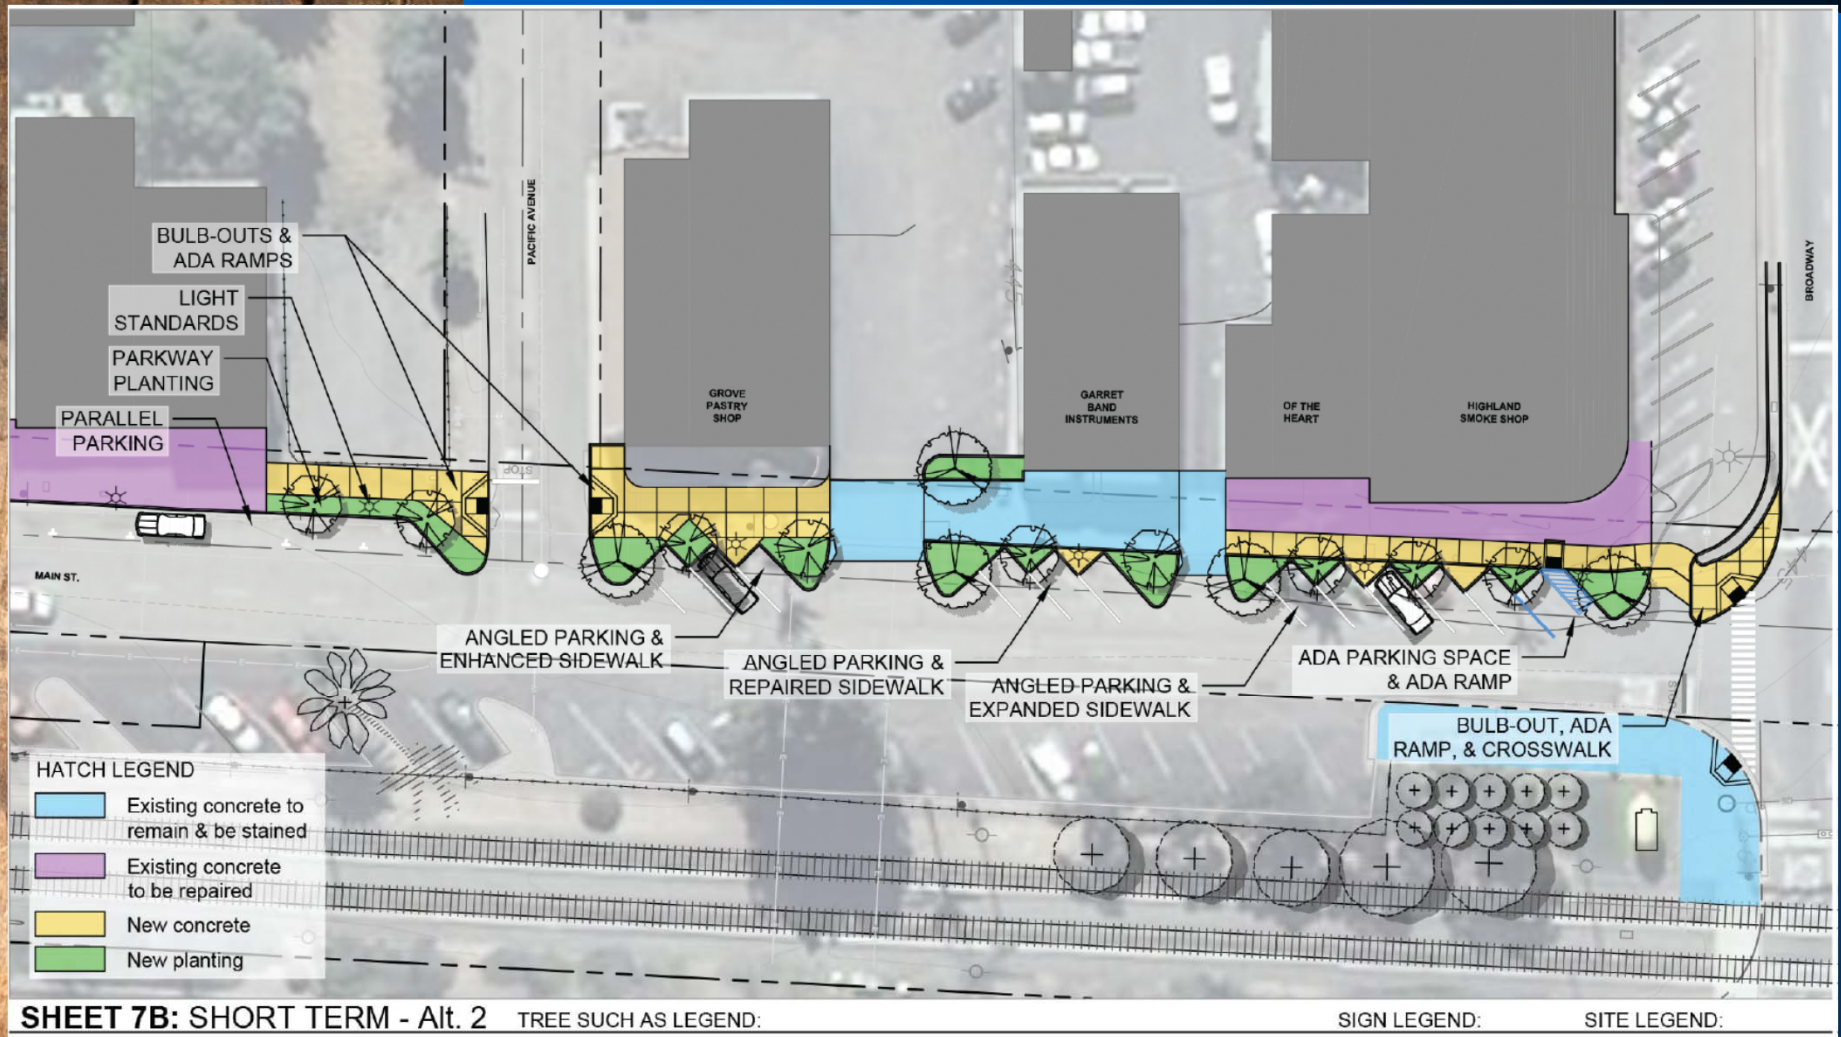 BULB-OUTS &
ADA RAMPS
LIGHT
STANDARDS
PARKWAY
PLANTING
PARALLEL
PARKING
PACIFIC AVENUE
BROADWAY
GROVE
PASTRY
SHOP
GARRET
BAND
INSTRUMENTS
OF THE
HEART
HIGHLAND
SMOKE SHOP
STOP
MAIN ST.
ANGLED PARKING &
ENHANCED SIDEWALK
ANGLED PARKING &
REPAIRED SIDEWALK
ANGLED PARKING &
EXPANDED SIDEWALK
ADA PARKING SPACE
& ADA RAMP
BULB-OUT, ADA
RAMP, & CROSSWALK
HATCH LEGEND
Existing concrete to
remain & be stained
Existing concrete
to be repaired
New concrete
New planting
SHEET 7B: SHORT TERM - Alt. 2
TREE SUCH AS LEGEND:
SIGN LEGEND:
SITE LEGEND: